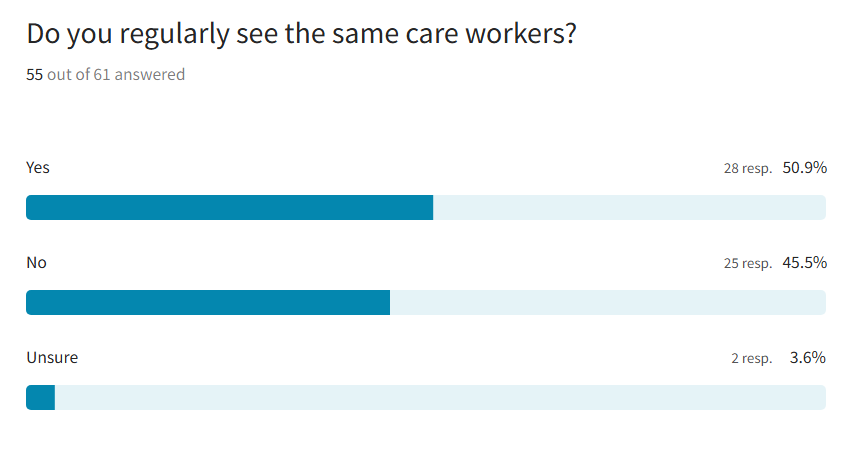 Do you regularly see the same care workers?
55 out of 61 answered
Yes 28 resp. 50.9%
No 25 resp. 45.5%
Unsure 2 resp. 3.6%